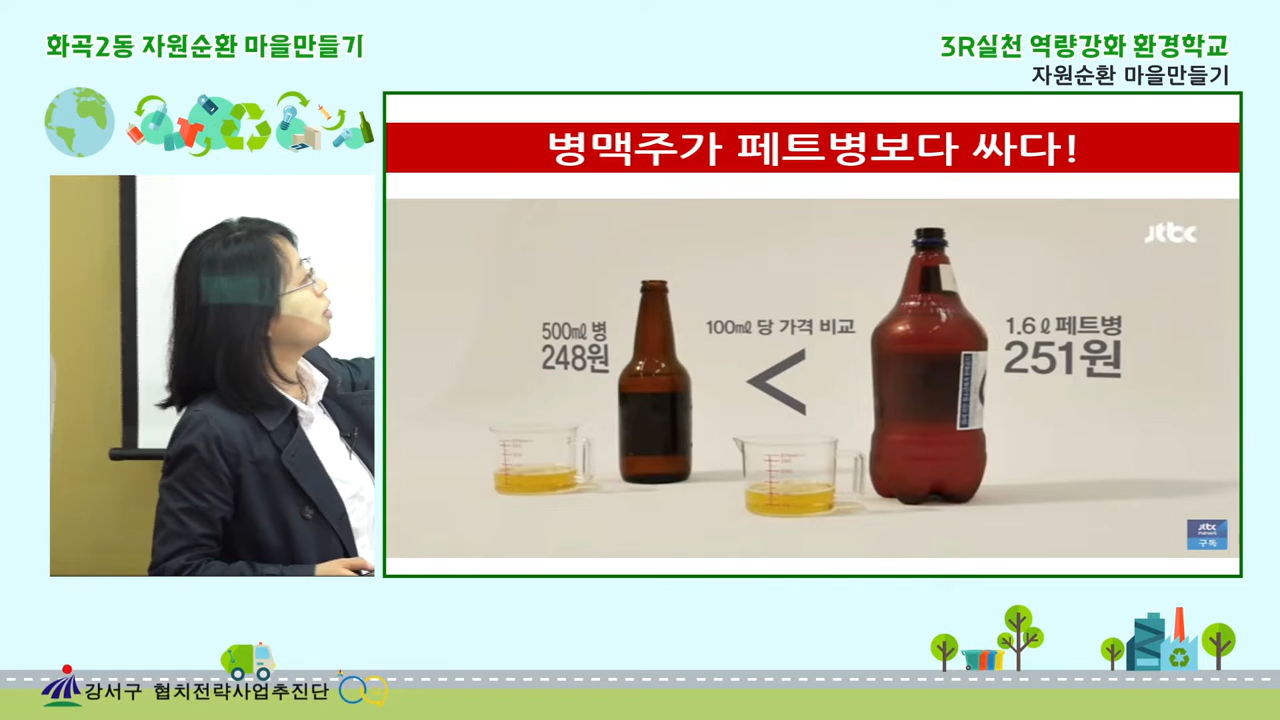 화곡2동 자원순환 마을만들기
3R실천 역량강화 환경학교
자원순환 마을만들기
병맥주가 페트병보다 싸다!
jtbc
500㎖ 병
248원
100㎖ 당 가격 비교
<
1.6ℓ 페트병
251원
jtbc
news
구독
강서구 협치전략사업추진단